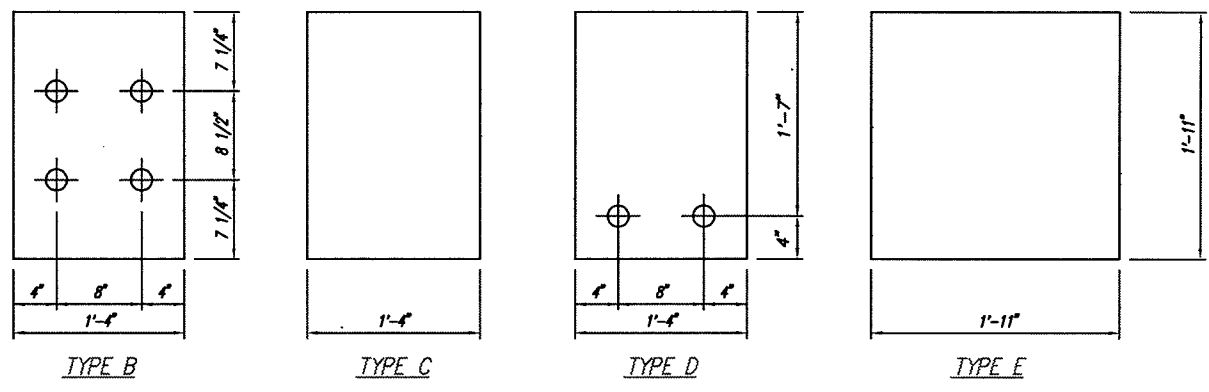 7 1/4"
8 1/2"
7 1/4"
4" 8" 4"
1'-4"
TYPE B
1'-4"
TYPE C
1'-7"
4"
4" 8" 4"
1'-4"
TYPE D
1'-11"
1'-11"
TYPE E